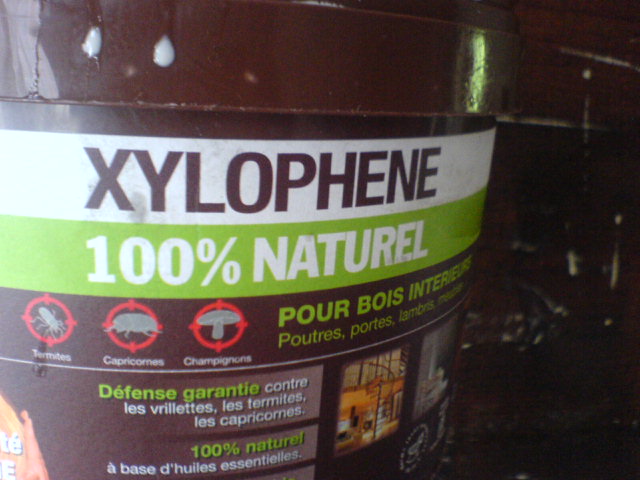 XYLOPHENE
100% NATUREL
POUR BOIS INTERIEURS
Poutres, portes, lambris, meubles
Termites
Capricornes
Champignons
Défense garantie contre
les vrillettes, les termites,
les capricornes.
100% naturel
à base d'huiles essentielles.